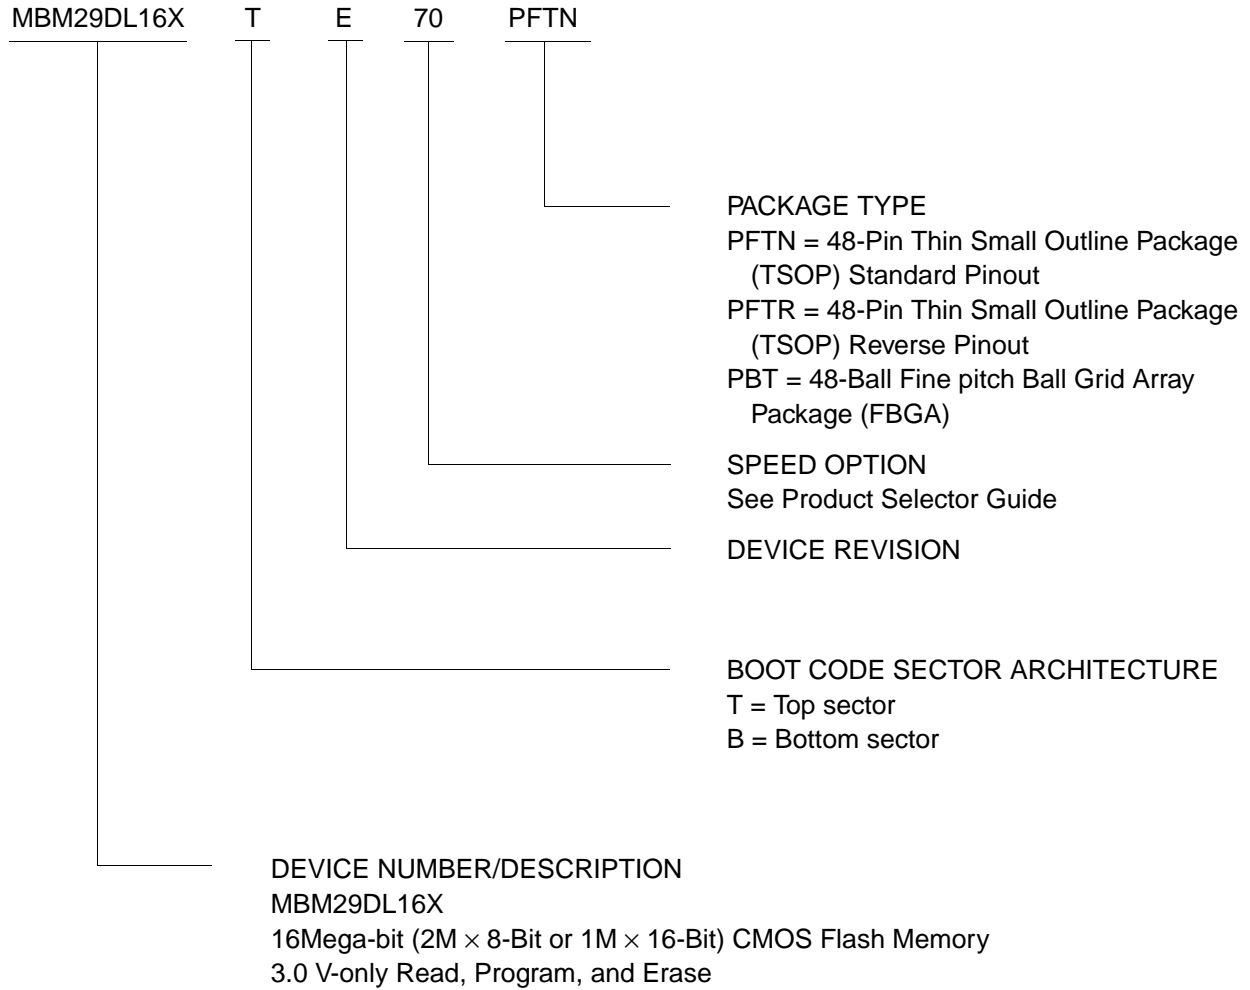 MBM29DL16X T E 70 PFTN
PACKAGE TYPE
PFTN = 48-Pin Thin Small Outline Package
(TSOP) Standard Pinout
PFTR = 48-Pin Thin Small Outline Package
(TSOP) Reverse Pinout
PBT = 48-Ball Fine pitch Ball Grid Array
Package (FBGA)
SPEED OPTION
See Product Selector Guide
DEVICE REVISION
BOOT CODE SECTOR ARCHITECTURE
T = Top sector
B = Bottom sector
DEVICE NUMBER/DESCRIPTION
MBM29DL16X
16Mega-bit (2M × 8-Bit or 1M × 16-Bit) CMOS Flash Memory
3.0 V-only Read, Program, and Erase